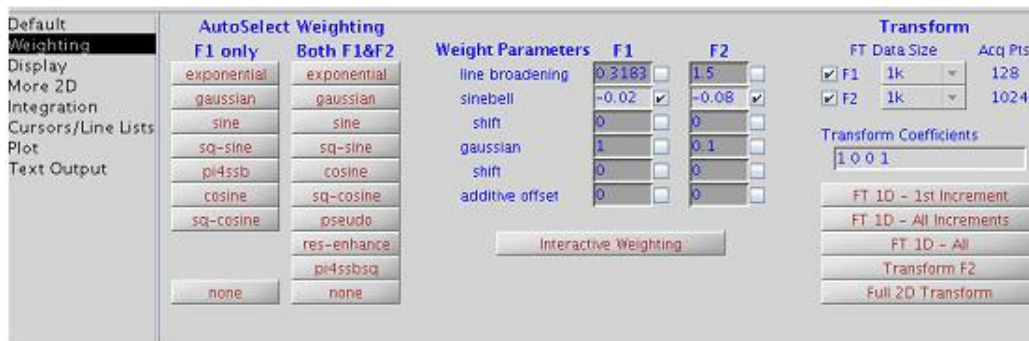 Default
Weighting
Display
More 2D
Integration
Cursors/Line Lists
Plot
Text Output
AutoSelect Weighting
F1 only Both F1&F2
exponential exponential
gaussian gaussian
sine sine
sq-sine sq-sine
pi4ssb cosine
cosine sq-cosine
sq-cosine pseudo
res-enhance
pi4ssbsq
none none
Weight Parameters F1 F2
line broadening 0.3183 1.5
sinebell -0.02 -0.08
shift 0 0
gaussian 1 0.1
shift 0 0
additive offset 0 0
Interactive Weighting
Transform
FT Data Size Acq Pts
F1 1k 128
F2 1k 1024
Transform Coefficients
1 0 0 1
FT 1D - 1st Increment
FT 1D - All Increments
FT 1D - All
Transform F2
Full 2D Transform